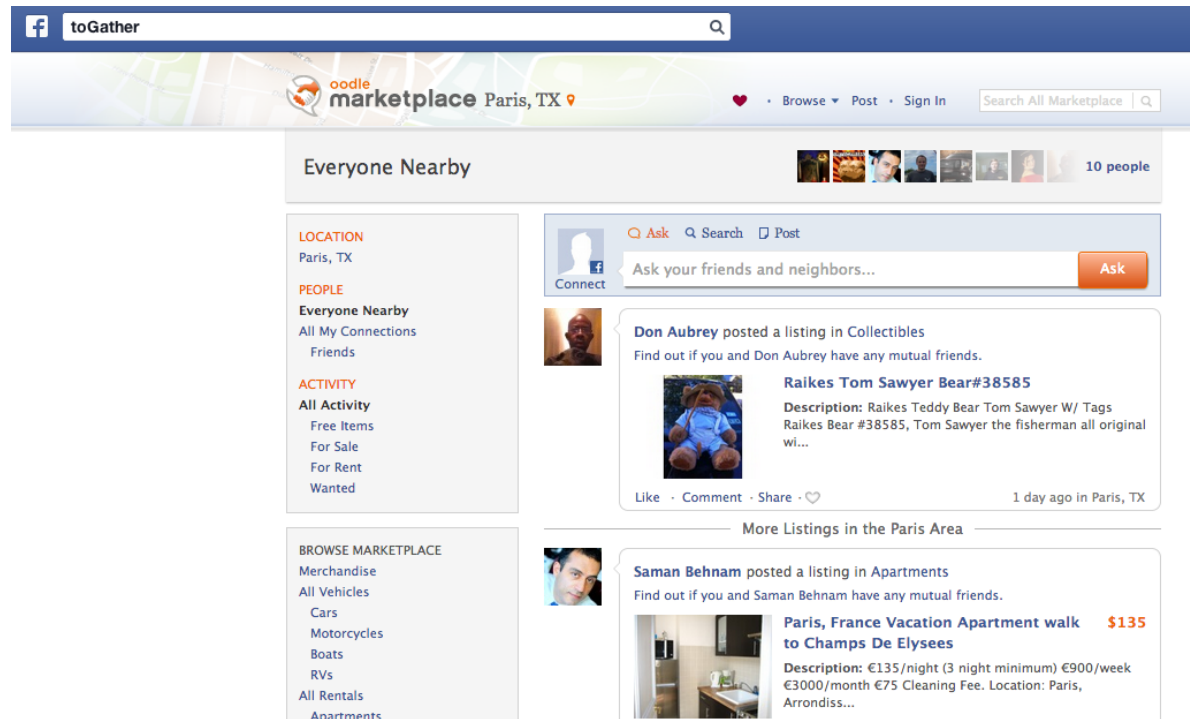 toGather
oodle
marketplace Paris, TX
Browse · Post · Sign In
Search All Marketplace
Everyone Nearby
10 people
LOCATION
Paris, TX
PEOPLE
Everyone Nearby
All My Connections
Friends
ACTIVITY
All Activity
Free Items
For Sale
For Rent
Wanted
BROWSE MARKETPLACE
Merchandise
All Vehicles
Cars
Motorcycles
Boats
RVs
All Rentals
Apartments
Ask Search Post
Connect
Ask your friends and neighbors...
Ask
Don Aubrey posted a listing in Collectibles
Find out if you and Don Aubrey have any mutual friends.
Raikes Tom Sawyer Bear#38585
Description: Raikes Teddy Bear Tom Sawyer W/ Tags
Raikes Bear #38585, Tom Sawyer the fisherman all original
wi...
Like · Comment · Share ·
1 day ago in Paris, TX
More Listings in the Paris Area
Saman Behnam posted a listing in Apartments
Find out if you and Saman Behnam have any mutual friends.
Paris, France Vacation Apartment walk
to Champs De Elysees
$135
Description: €135/night (3 night minimum) €900/week
€3000/month €75 Cleaning Fee. Location: Paris,
Arrondiss...